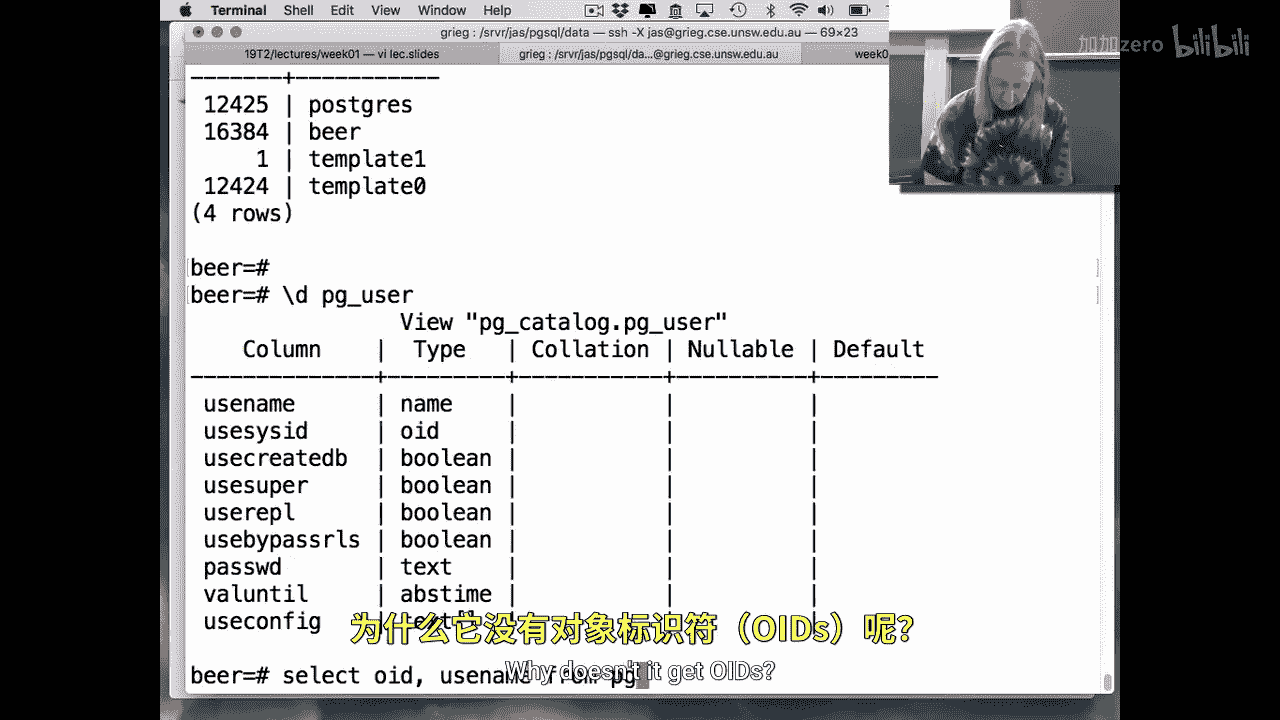 Terminal Shell Edit View Window Help
grieg : /srvr/jas/pgsql/data — ssh -X jas@grieg.cse.unsw.edu.au — 69×23
19T2/lectures/week01 — vi lec.slides
grieg : /srvr/jas/pgsql/da...@grieg.cse.unsw.edu.au
week0
加加zero bilibili
-------+-----------
12425 | postgres
16384 | beer
1 | template1
12424 | template0
(4 rows)
beer=#
beer=# \d pg_user
View "pg_catalog.pg_user"
Column | Type | Collation | Nullable | Default
--------------+---------+-----------+----------+---------
usename | name | | |
usesysid | oid | | |
usecreatedb | boolean | | |
usesuper | boolean | | |
userepl | boolean | | |
usebypassrls | boolean | | |
passwd | text | | |
valuntil | abstime | | |
useconfig | | |
为什么它没有对象标识符（OIDs）呢？
beer=# select oid, usename from pg
Why doesn't it get OIDs?